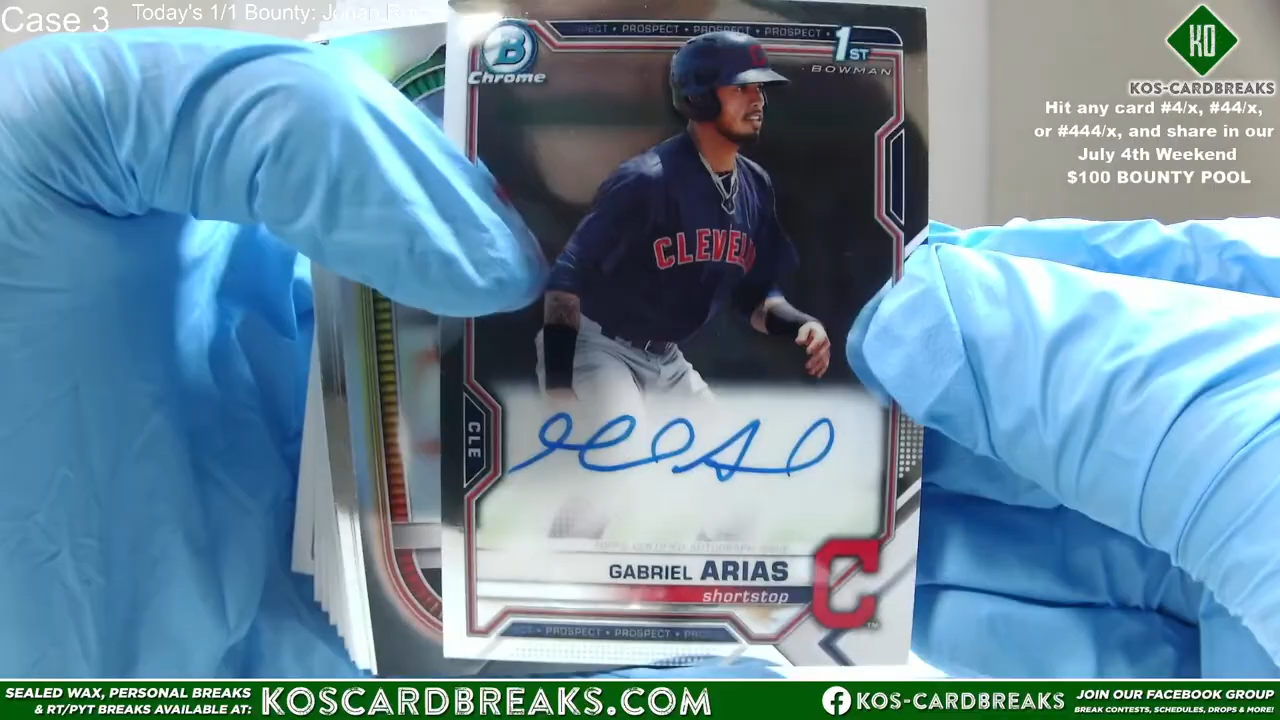 Case 3
Today's 1/1 Bounty:
PROSPECT • PROSPECT • PROSPECT
B
Chrome
1ST
BOWMAN
KO
KOS-CARDBREAKS
Hit any card #4/x, #44/x,
or #444/x, and share in our
July 4th Weekend
$100 BOUNTY POOL
C
CLEVEL
CLE
GABRIEL ARIAS
shortstop
C
TM
• PROSPECT • PROSPECT •
SEALED WAX, PERSONAL BREAKS
& RT/PYT BREAKS AVAILABLE AT:
KOSCARDBREAKS.COM
f KOS-CARDBREAKS
JOIN OUR FACEBOOK GROUP
BREAK CONTESTS, SCHEDULES, DROPS & MORE!